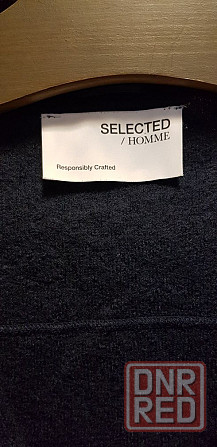 SELECTED
/ HOMME
Responsibly Crafted
DNR
RED